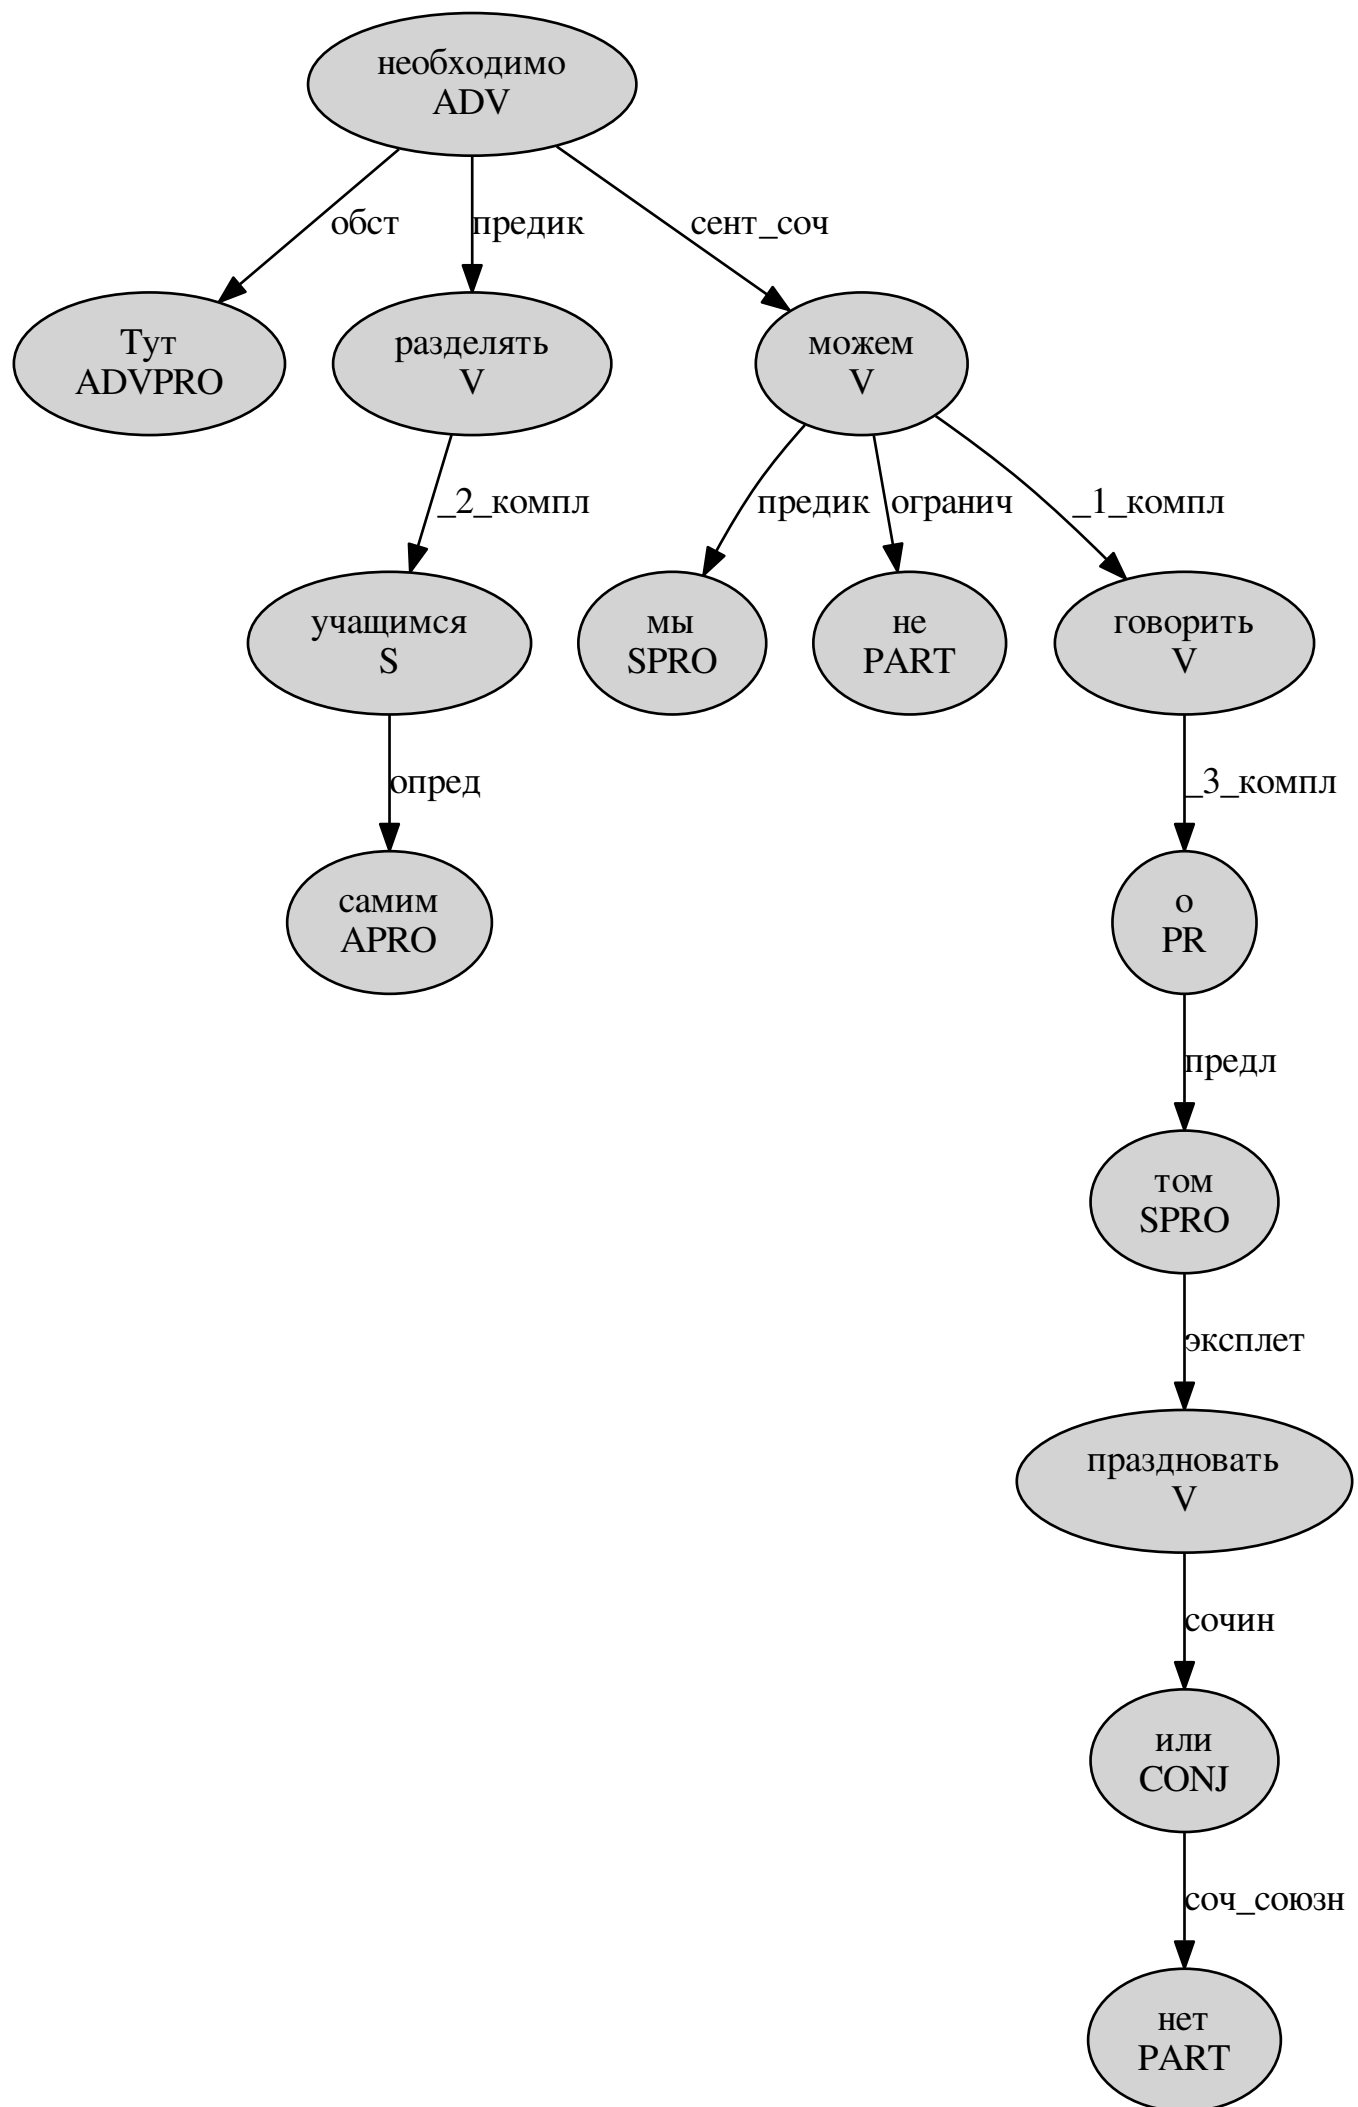 необходимо
ADV
обст
предик
сент_соч
Тут
ADVPRO
разделять
V
можем
V
_2_компл
предик
огранич
_1_компл
учащимся
S
мы
SPRO
не
PART
говорить
V
опред
_3_компл
самим
APRO
о
PR
предл
том
SPRO
эксплет
праздновать
V
сочин
или
CONJ
соч_союзн
нет
PART